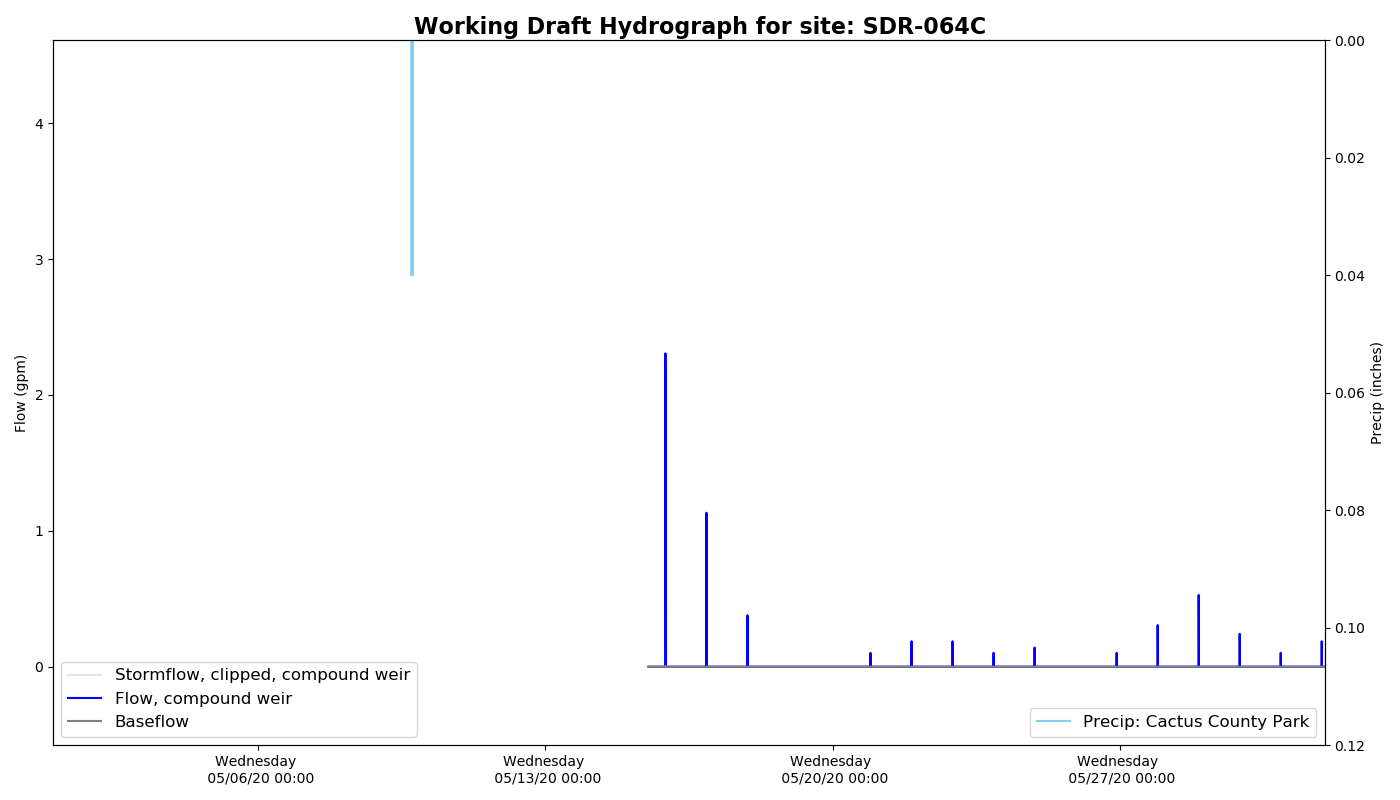 Working Draft Hydrograph for site: SDR-064C
4
3
2
1
0
Flow (gpm)
0.00
0.02
0.04
0.06
0.08
0.10
0.12
Precip (inches)
Stormflow, clipped, compound weir
Flow, compound weir
Baseflow
Precip: Cactus County Park
Wednesday
05/06/20 00:00
Wednesday
05/13/20 00:00
Wednesday
05/20/20 00:00
Wednesday
05/27/20 00:00